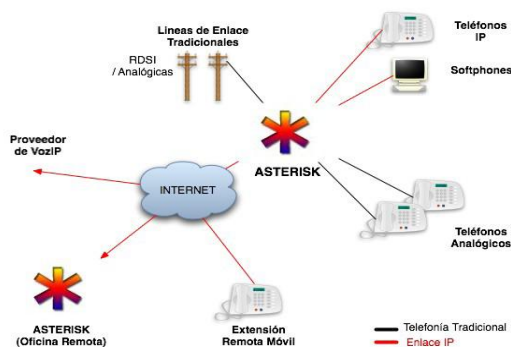 Lineas de Enlace
Tradicionales
RDSI
/ Analógicas
Teléfonos
IP
Softphones
ASTERISK
Proveedor
de VozIP
INTERNET
Teléfonos
Analógicos
ASTERISK
(Oficina Remota)
Extensión
Remota Móvil
Telefonía Tradicional
Enlace IP